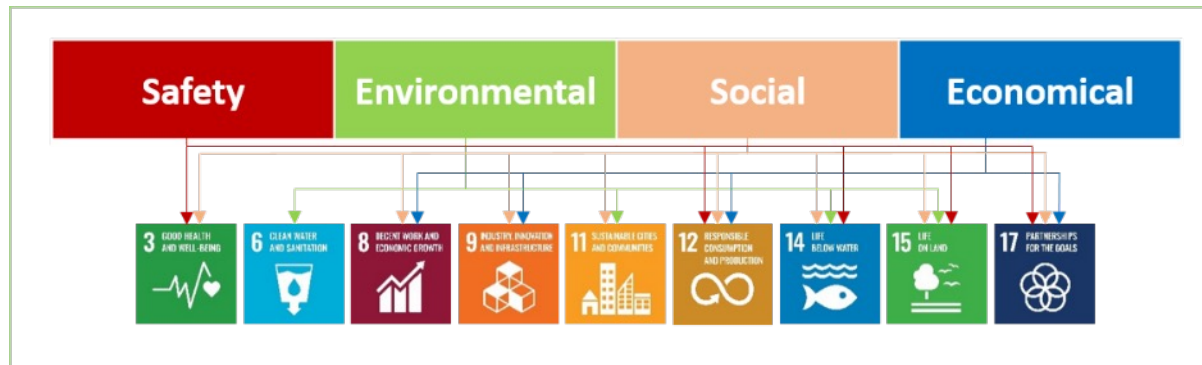 Safety
Environmental
Social
Economical
3 GOOD HEALTH
AND WELL-BEING
6 CLEAN WATER
AND SANITATION
8 DECENT WORK AND
ECONOMIC GROWTH
9 INDUSTRY, INNOVATION
AND INFRASTRUCTURE
11 SUSTAINABLE CITIES
AND COMMUNITIES
12 RESPONSIBLE
CONSUMPTION
AND PRODUCTION
14 LIFE
BELOW WATER
15 LIFE
ON LAND
17 PARTNERSHIPS
FOR THE GOALS